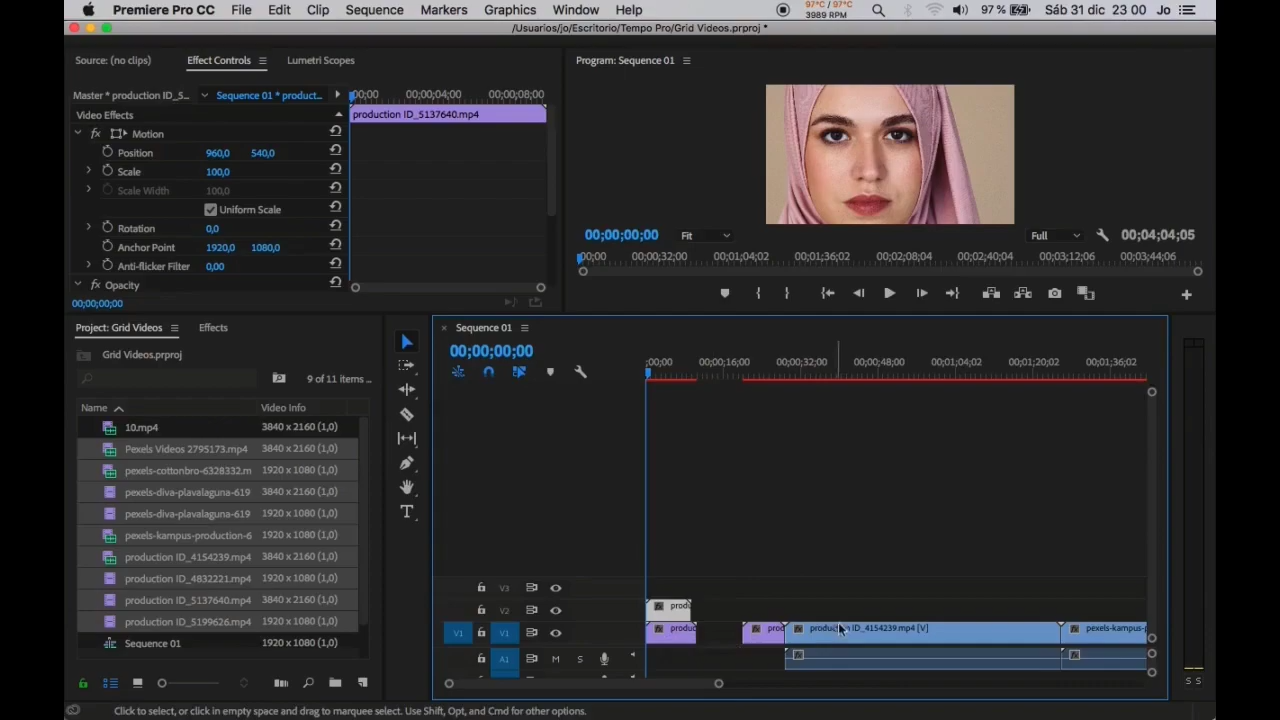 Premiere Pro CC File Edit Clip Sequence Markers Graphics Window Help 97°C / 97°C 3989 RPM 97 % Sáb 31 dic 23 00 Jo
/Usuarios/jo/Escritorio/Tempo Pro/Grid Videos.prproj *
Source: (no clips) Effect Controls Lumetri Scopes
Master * production ID_5... Sequence 01 * product...
;00;00 00;00;04;00 00;00;08;00
Video Effects
production ID_5137640.mp4
fx Motion
Position 960,0 540,0
Scale 100,0
Scale Width 100,0
Uniform Scale
Rotation 0,0
Anchor Point 1920,0 1080,0
Anti-flicker Filter 0,00
fx Opacity
00;00;00;00
Program: Sequence 01
00;00;00;00 Fit Full 00;04;04;05
;00;00 00;00;32;00 00;01;04;02 00;01;36;02 00;02;08;04 00;02;40;04 00;03;12;06 00;03;44;06
Project: Grid Videos Effects
Grid Videos.prproj
9 of 11 items ...
Name Video Info
10.mp4 3840 x 2160 (1,0)
Pexels Videos 2795173.mp4 3840 x 2160 (1,0)
pexels-cottonbro-6328332.m 1920 x 1080 (1,0)
pexels-diva-plavalaguna-619 3840 x 2160 (1,0)
pexels-diva-plavalaguna-619 1920 x 1080 (1,0)
pexels-kampus-production-6 1920 x 1080 (1,0)
production ID_4154239.mp4 3840 x 2160 (1,0)
production ID_4832221.mp4 1920 x 1080 (1,0)
production ID_5137640.mp4 3840 x 2160 (1,0)
production ID_5199626.mp4 1920 x 1080 (1,0)
Sequence 01 1920 x 1080 (1,0)
Sequence 01
00;00;00;00
;00;00 00;00;16;00 00;00;32;00 00;00;48;00 00;01;04;02 00;01;20;02 00;01;36;02
V3
V2 produ
V1 V1 produc prod ID_4154239.mp4 [V] pexels-kampus-p
A1 M S
S S
T
Click to select, or click in empty space and drag to marquee select. Use Shift, Opt, and Cmd for other options.